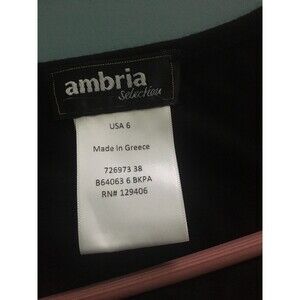 ambria
selection
USA 6
Made in Greece
726973 38
B64063 6 BKPA
RN# 129406